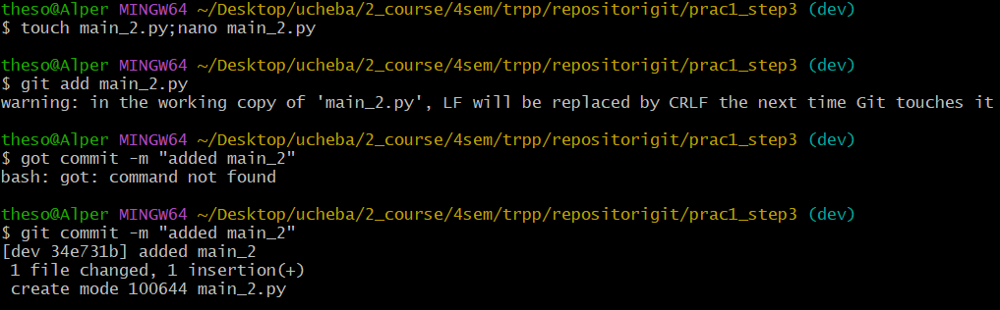 theso@Alper MINGW64 ~/Desktop/ucheba/2_course/4sem/trpp/repositorigit/prac1_step3 (dev)
$ touch main_2.py;nano main_2.py
theso@Alper MINGW64 ~/Desktop/ucheba/2_course/4sem/trpp/repositorigit/prac1_step3 (dev)
$ git add main_2.py
warning: in the working copy of 'main_2.py', LF will be replaced by CRLF the next time Git touches it
theso@Alper MINGW64 ~/Desktop/ucheba/2_course/4sem/trpp/repositorigit/prac1_step3 (dev)
$ got commit -m "added main_2"
bash: got: command not found
theso@Alper MINGW64 ~/Desktop/ucheba/2_course/4sem/trpp/repositorigit/prac1_step3 (dev)
$ git commit -m "added main_2"
[dev 34e731b] added main_2
 1 file changed, 1 insertion(+)
 create mode 100644 main_2.py